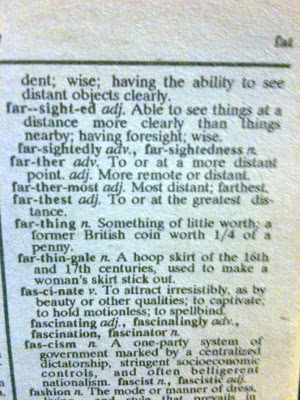 fat
dent; wise; having the ability to see
distant objects clearly.
far--sight-ed adj. Able to see things at a
distance more clearly than things
nearby; having foresight; wise.
far-sightedly adv., far-sightedness n.
far-ther adv. To or at a more distant
point. adj. More remote or distant.
far-ther-most adj. Most distant; farthest.
far-thest adj. To or at the greatest dis-
tance.
far-thing n. Something of little worth; a
former British coin worth 1/4 of a
penny.
far-thin-gale n. A hoop skirt of the 16th
and 17th centuries, used to make a
woman's skirt stick out.
fas-ci-nate v. To attract irresistibly, as by
beauty or other qualities; to captivate;
to hold motionless; to spellbind.
fascinating adj., fascinatingly adv.,
fascination, fascinator n.
fas-cism n. A one-party system of
government marked by a centralized
dictatorship, stringent socioeconomic
controls, and often belligerent
nationalism. fascist n., fascistic adj.
fashion n. The mode or manner of dress,
living, and style that prevails in